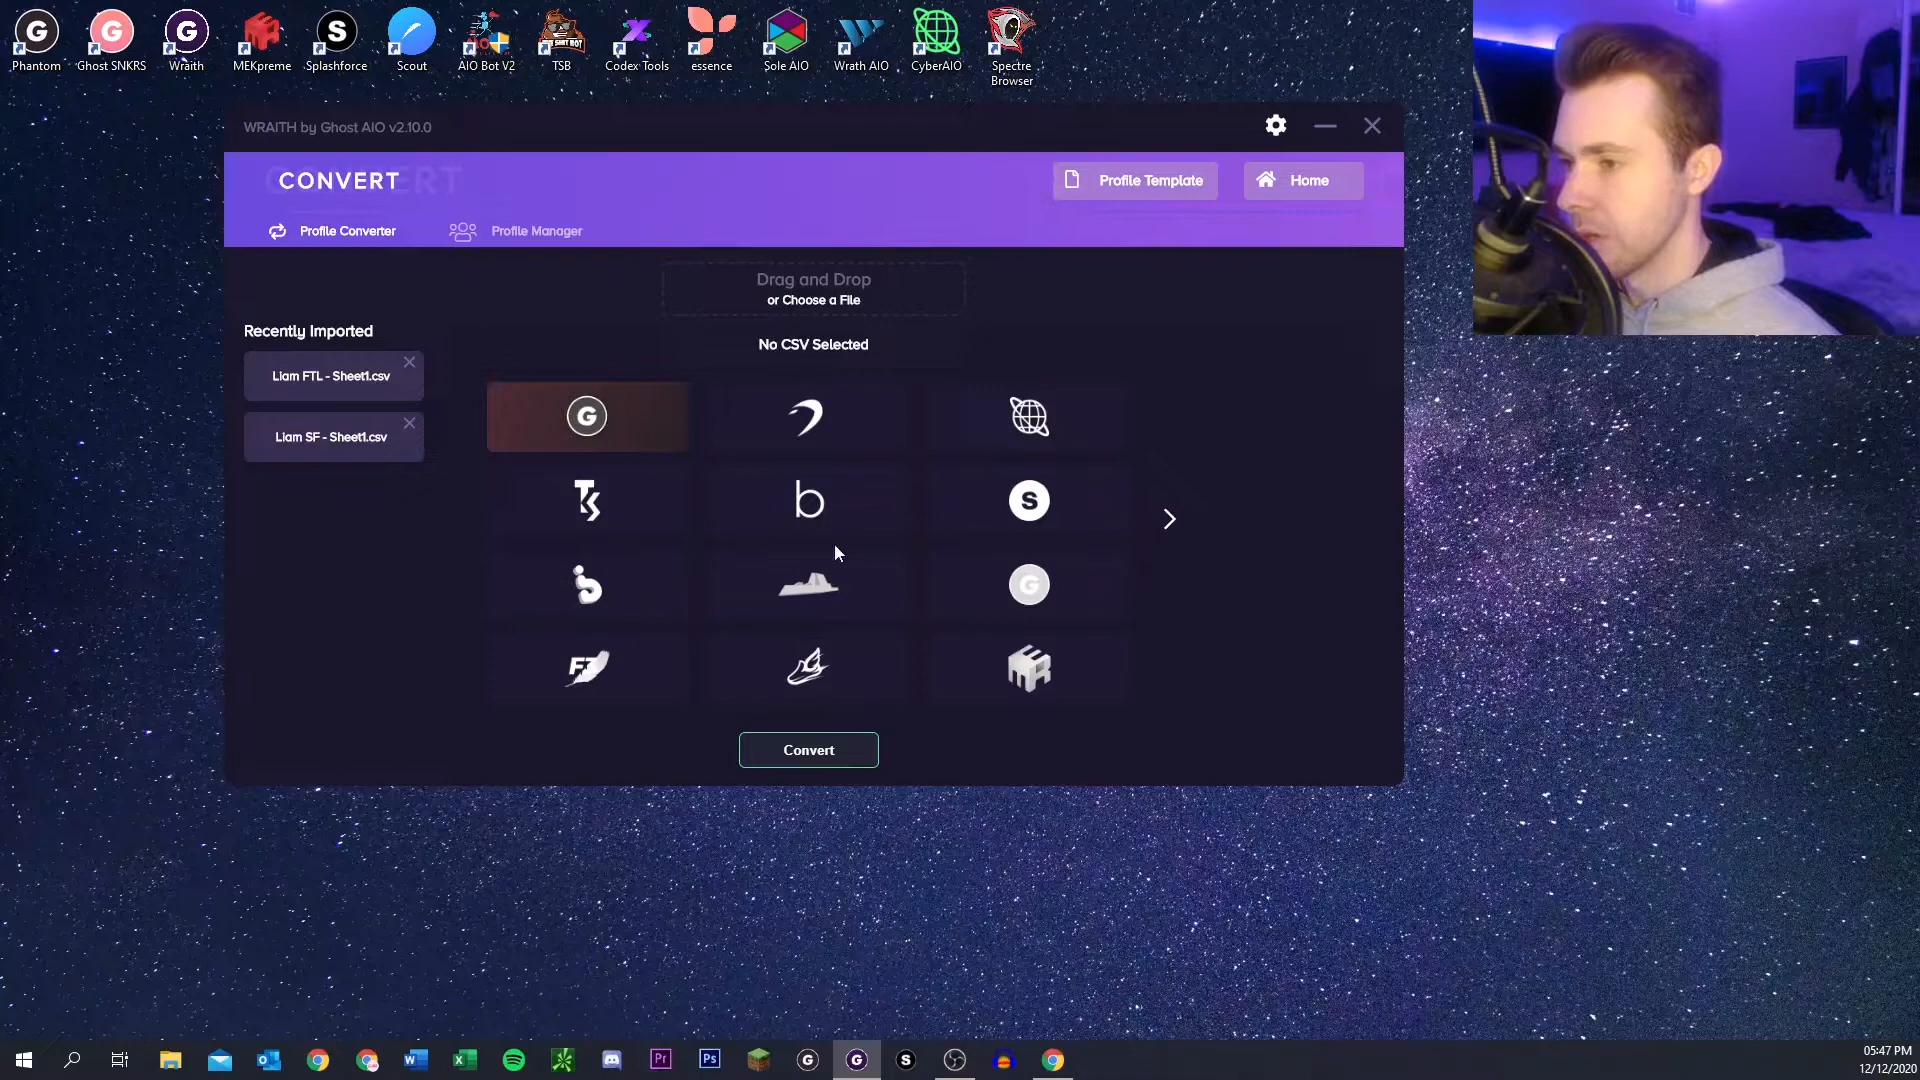 Phantom
Ghost SNKRS
Wraith
MEKpreme
Splashforce
Scout
AIO Bot V2
TSB
Codex Tools
essence
Sole AIO
Wrath AIO
CyberAIO
Spectre
Browser
WRAITH by Ghost AIO v2.10.0
CONVERT
Profile Template
Home
Profile Converter
Profile Manager
Drag and Drop
or Choose a File
No CSV Selected
Recently Imported
Liam FTL - Sheet1.csv
Liam SF - Sheet1.csv
Convert
05:47 PM
12/12/2020